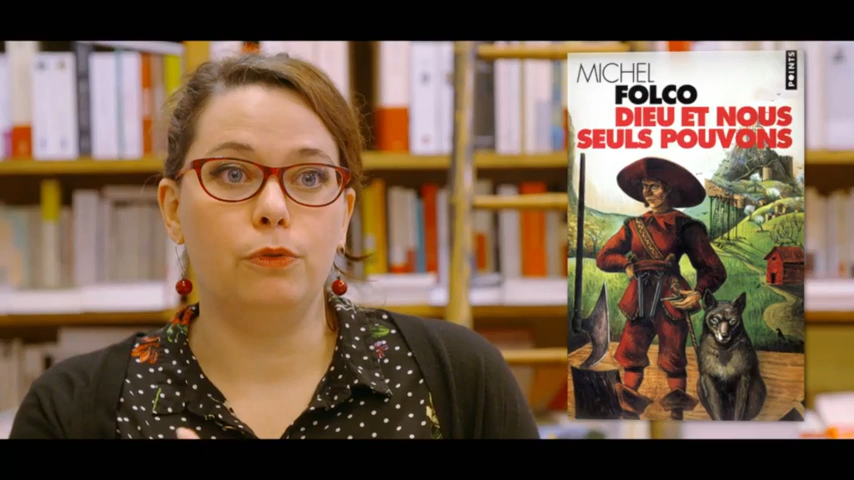 MICHEL
FOLCO
DIEU ET NOUS
SEULS POUVONS
POINTS